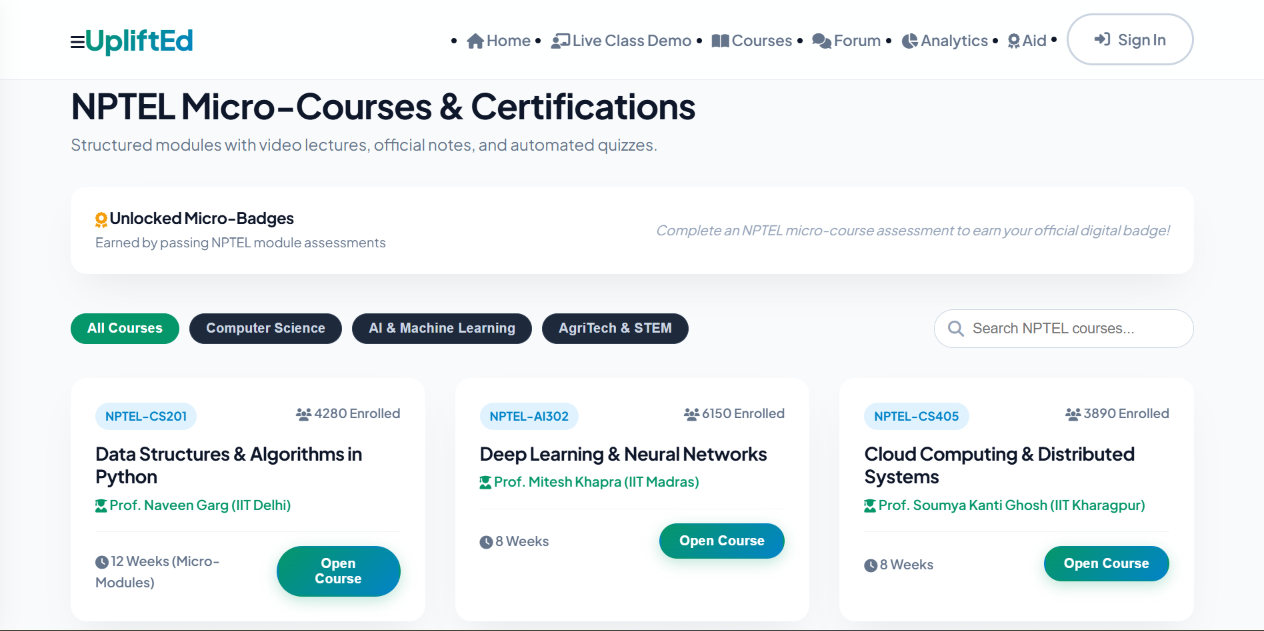 UpliftEd
• Home • Live Class Demo • Courses • Forum • Analytics • Aid • Sign In
NPTEL Micro-Courses & Certifications
Structured modules with video lectures, official notes, and automated quizzes.
Unlocked Micro-Badges
Earned by passing NPTEL module assessments
Complete an NPTEL micro-course assessment to earn your official digital badge!
All Courses
Computer Science
AI & Machine Learning
AgriTech & STEM
Search NPTEL courses...
NPTEL-CS201
4280 Enrolled
Data Structures & Algorithms in
Python
Prof. Naveen Garg (IIT Delhi)
12 Weeks (Micro-
Modules)
Open
Course
NPTEL-AI302
6150 Enrolled
Deep Learning & Neural Networks
Prof. Mitesh Khapra (IIT Madras)
8 Weeks
Open Course
NPTEL-CS405
3890 Enrolled
Cloud Computing & Distributed
Systems
Prof. Soumya Kanti Ghosh (IIT Kharagpur)
8 Weeks
Open Course